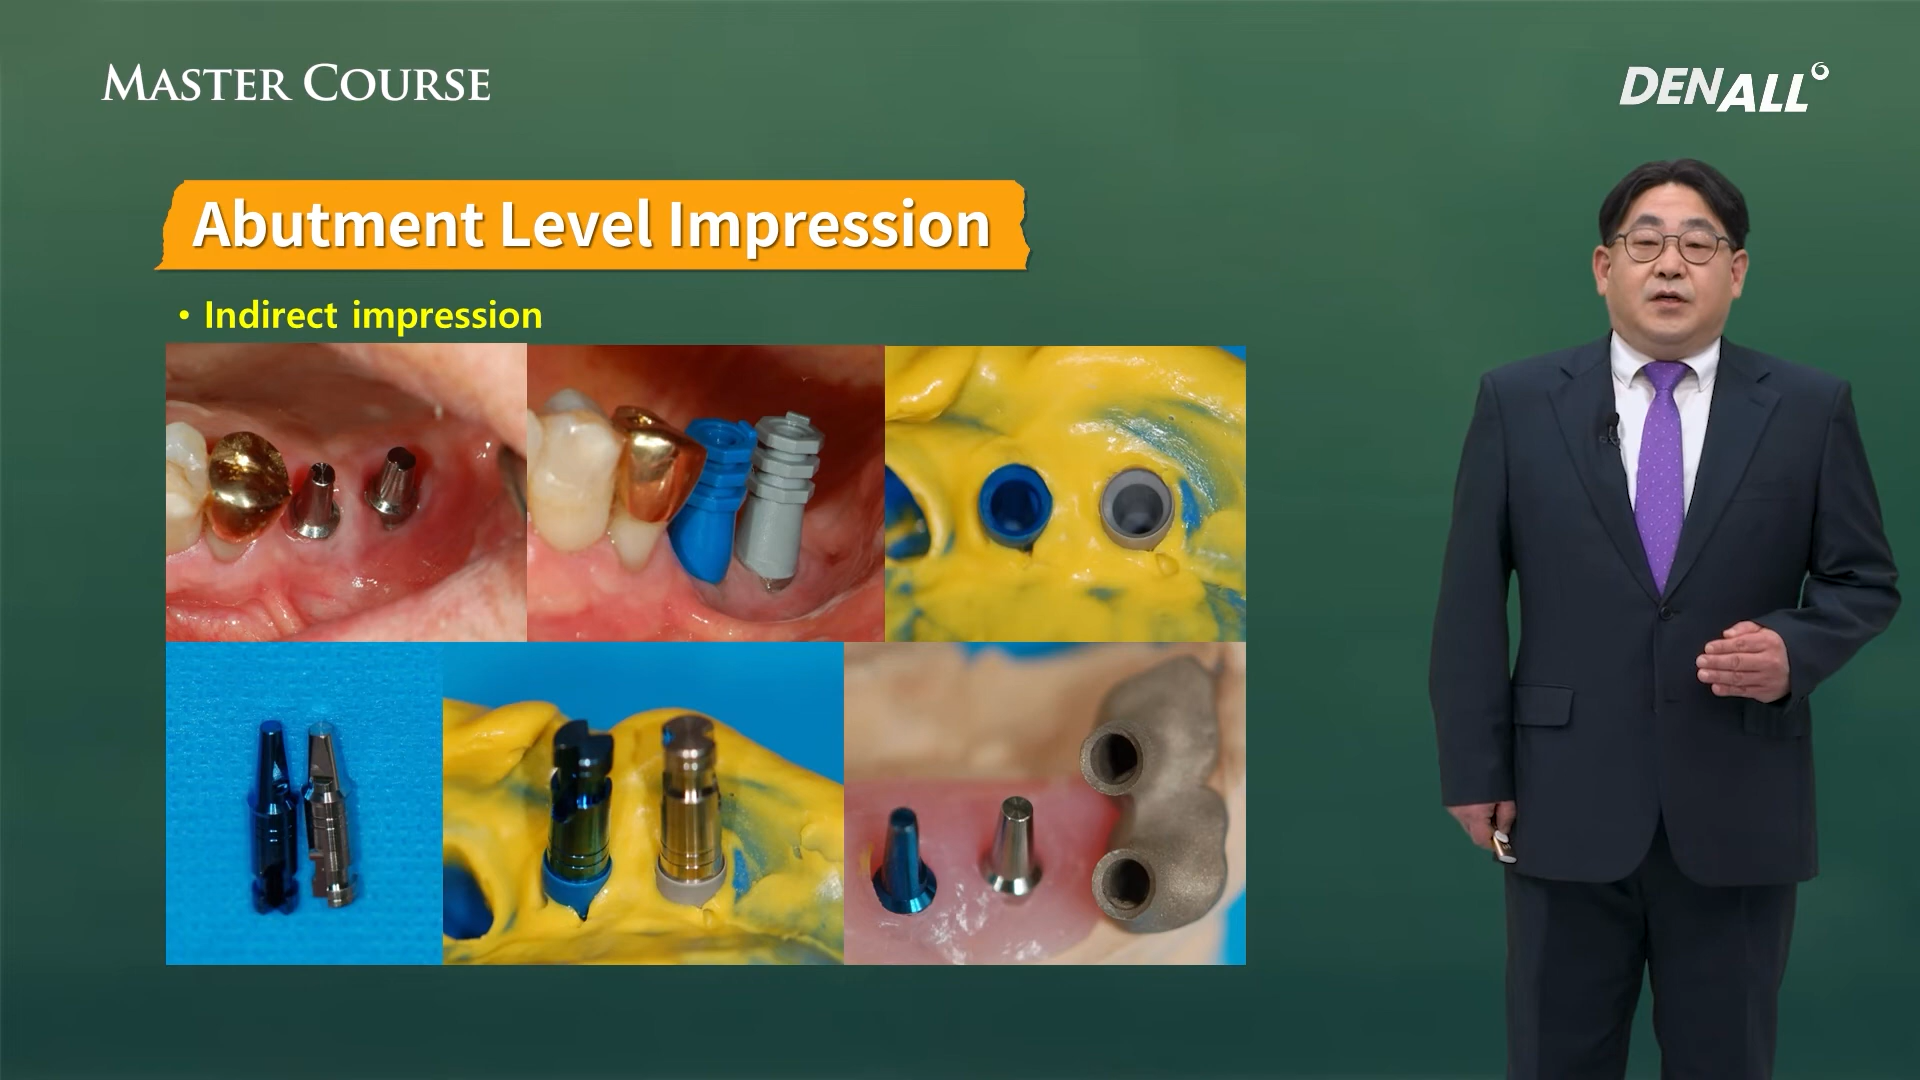 MASTER COURSE
DENALL
Abutment Level Impression
• Indirect impression